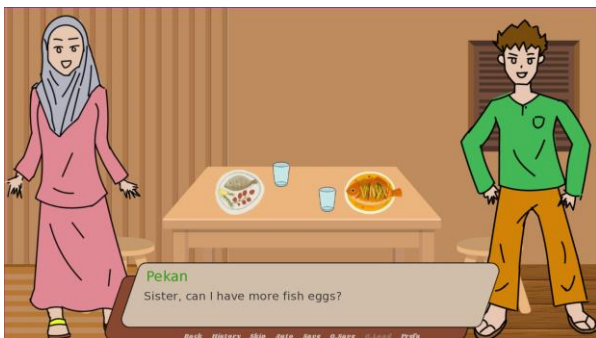 Pekan
Sister, can I have more fish eggs?
Back History Skip Auto Save Q.Save Q.Load Prefs